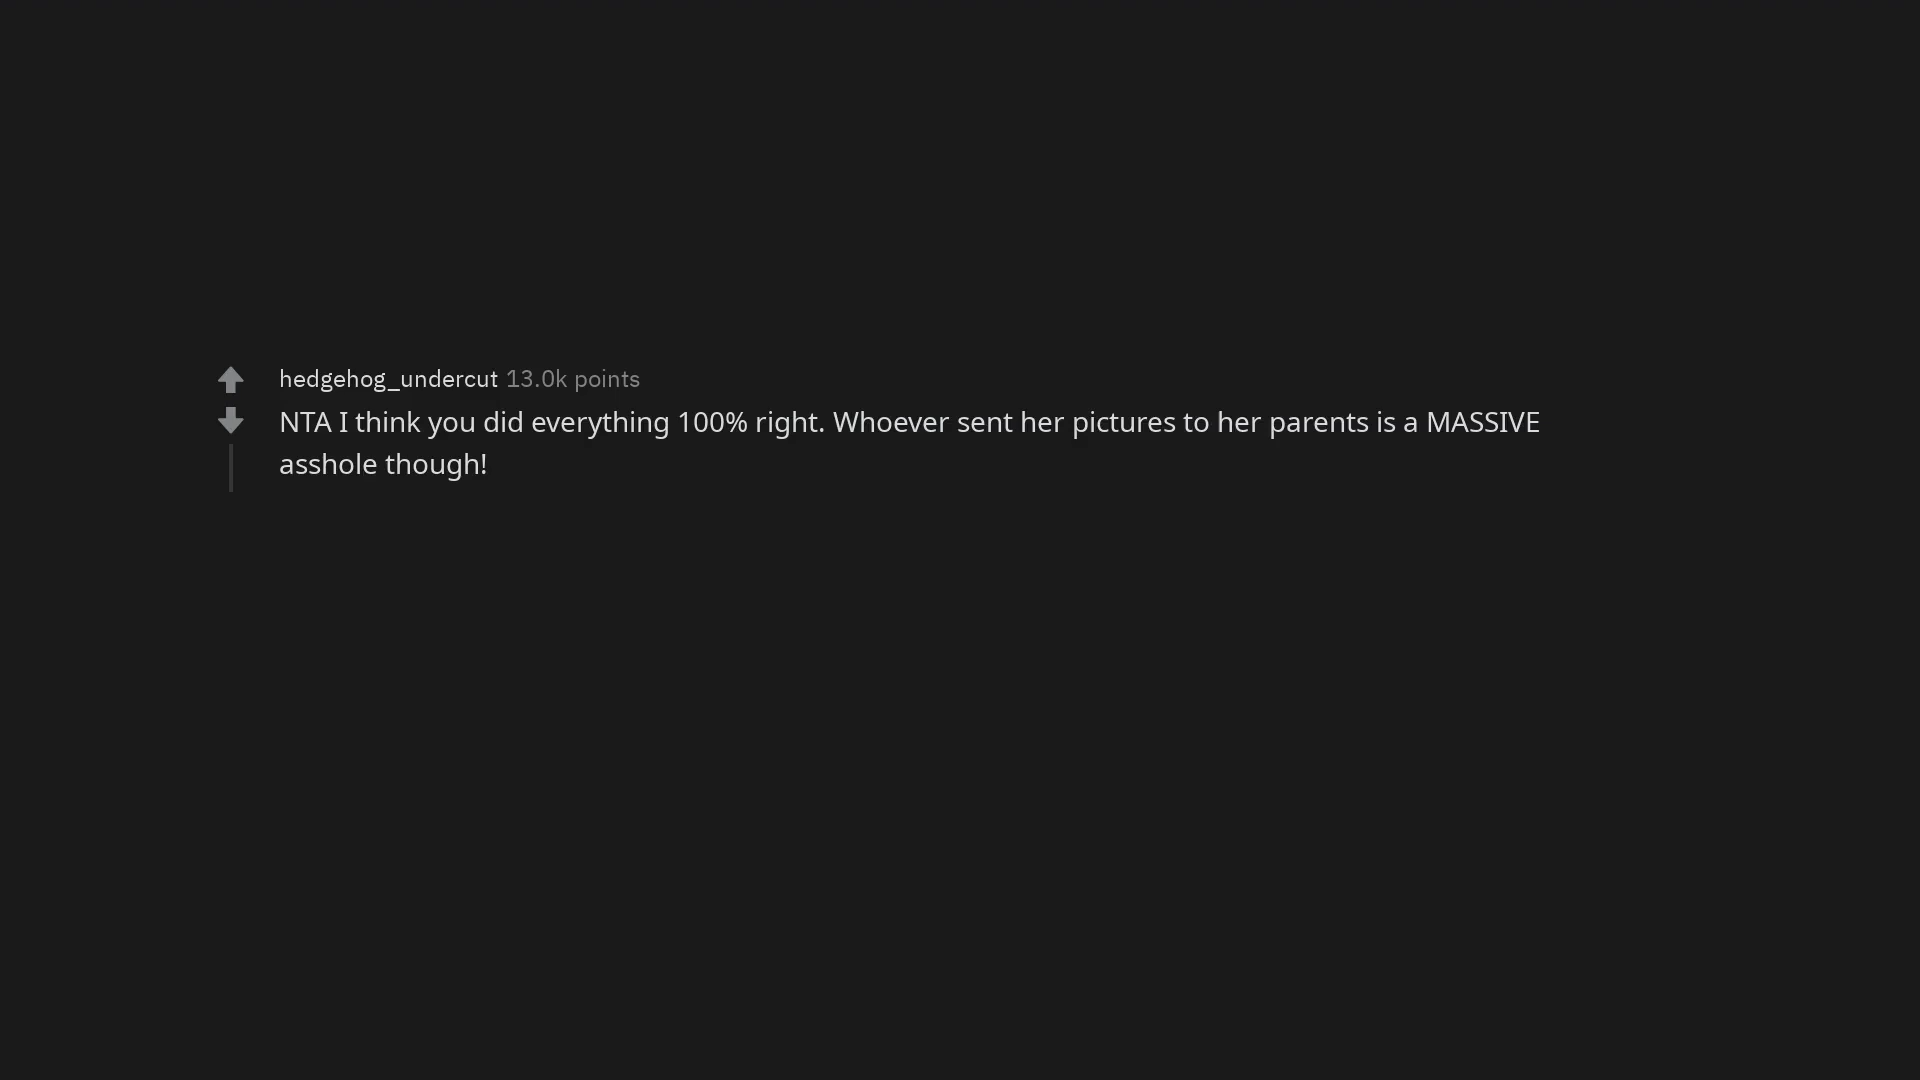 hedgehog_undercut 13.0k points
NTA I think you did everything 100% right. Whoever sent her pictures to her parents is a MASSIVE
asshole though!